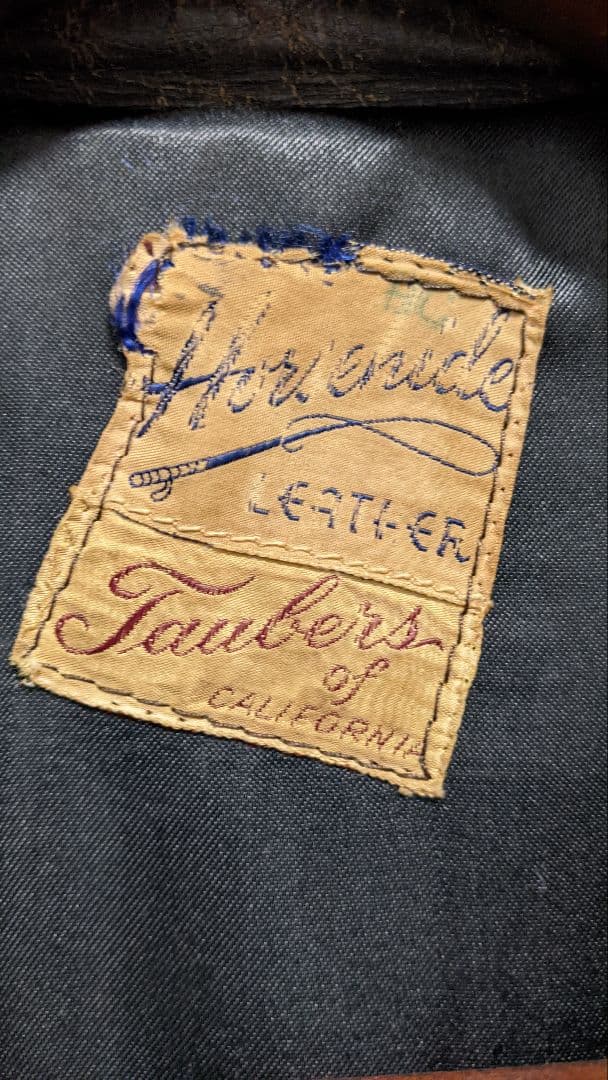 Horsehide
LEATHER
Taubers
of
CALIFORNIA